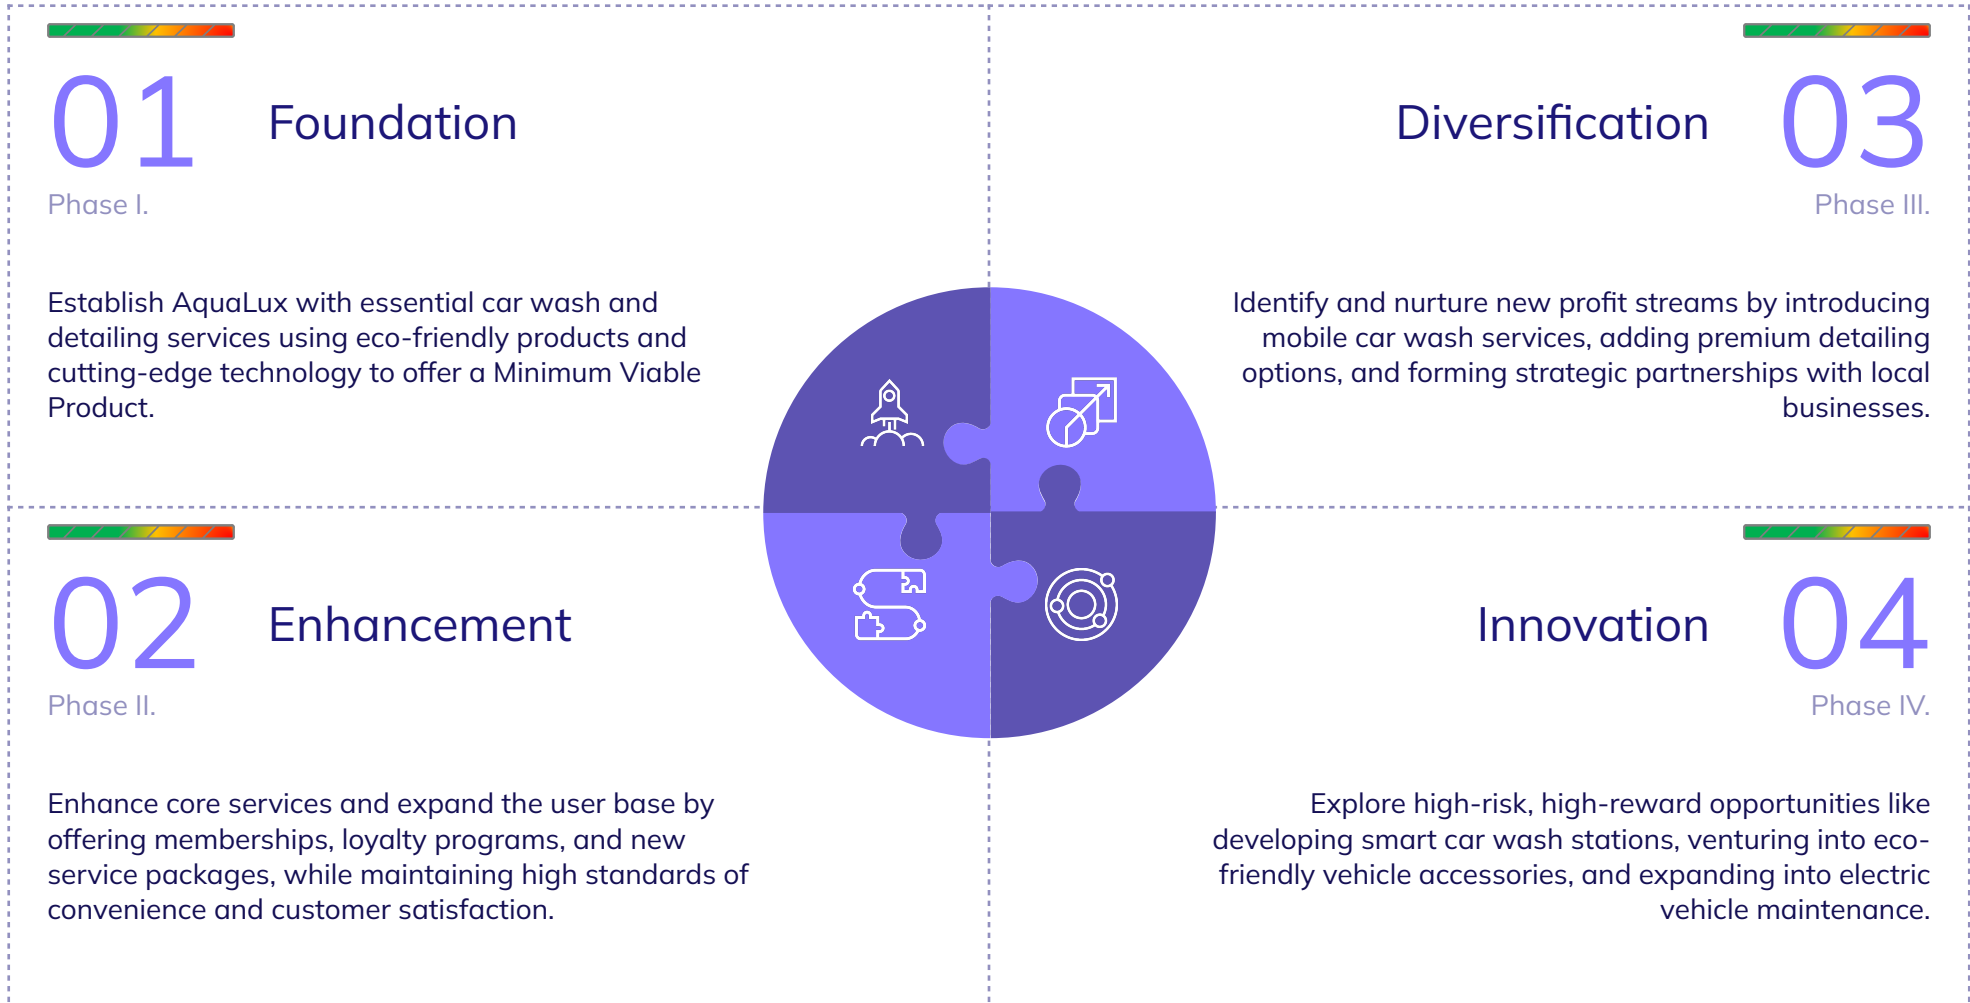 01
Foundation
Phase I.
Establish AquaLux with essential car wash and
detailing services using eco-friendly products and
cutting-edge technology to offer a Minimum Viable
Product.
02
Enhancement
Phase II.
Enhance core services and expand the user base by
offering memberships, loyalty programs, and new
service packages, while maintaining high standards of
convenience and customer satisfaction.
Diversification
03
Phase III.
Identify and nurture new profit streams by introducing
mobile car wash services, adding premium detailing
options, and forming strategic partnerships with local
businesses.
Innovation
04
Phase IV.
Explore high-risk, high-reward opportunities like
developing smart car wash stations, venturing into eco-
friendly vehicle accessories, and expanding into electric
vehicle maintenance.